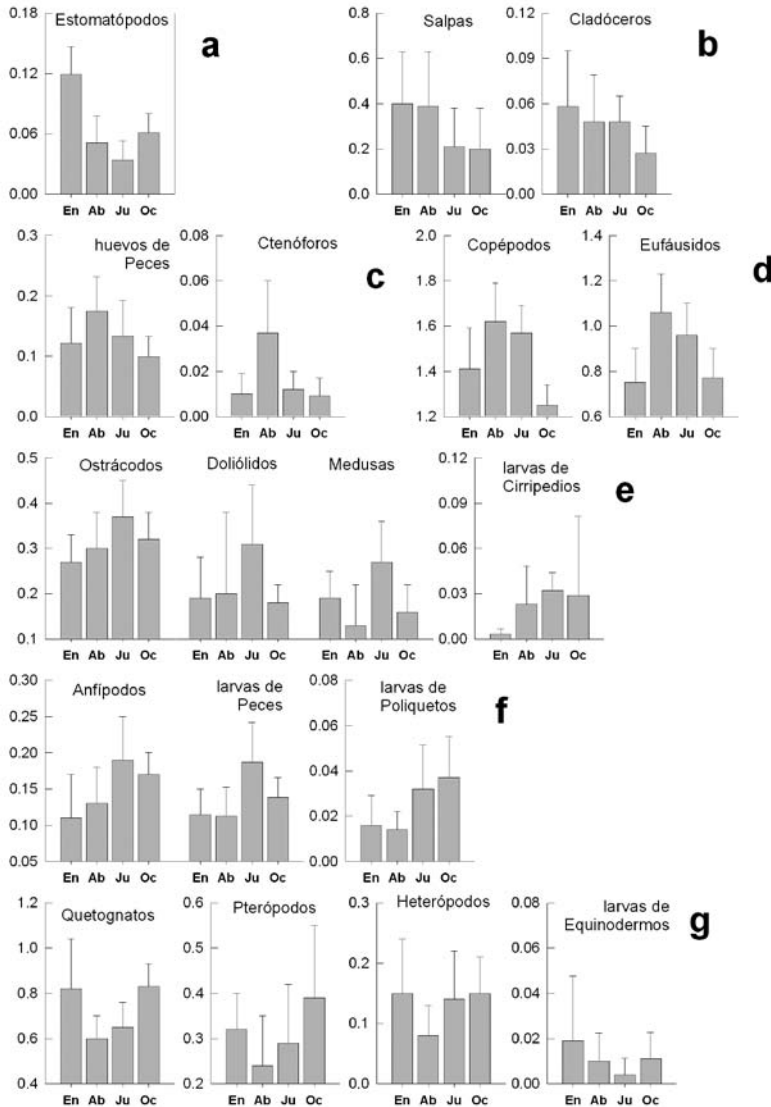 Estomatópodos
a
0.12
0.06
0.00
En Ab Ju Oc
Salpas
0.8
0.6
0.4
0.2
0.0
En Ab Ju Oc
Cladóceros
b
0.12
0.09
0.06
0.03
0.00
En Ab Ju Oc
huevos de
Peces
0.3
0.2
0.1
0.0
En Ab Ju Oc
Ctenóforos
c
0.08
0.06
0.04
0.02
0.00
En Ab Ju Oc
Copépodos
2.0
1.8
1.6
1.4
1.2
En Ab Ju Oc
Eufáusidos
d
1.4
1.2
1.0
0.8
0.6
En Ab Ju Oc
Ostrácodos
0.5
0.4
0.3
0.2
0.1
En Ab Ju Oc
Doliólidos
En Ab Ju Oc
Medusas
En Ab Ju Oc
larvas de
Cirripedios
e
0.12
0.09
0.06
0.03
0.00
En Ab Ju Oc
Anfípodos
0.30
0.25
0.20
0.15
0.10
0.05
En Ab Ju Oc
larvas de
Peces
En Ab Ju Oc
larvas de
Poliquetos
f
0.08
0.06
0.04
0.02
0.00
En Ab Ju Oc
Quetognatos
1.2
1.0
0.8
0.6
0.4
En Ab Ju Oc
Pterópodos
0.6
0.5
0.4
0.3
0.2
En Ab Ju Oc
Heterópodos
0.3
0.2
0.1
0.0
En Ab Ju Oc
larvas de
Equinodermos
g
0.08
0.06
0.04
0.02
0.00
En Ab Ju Oc